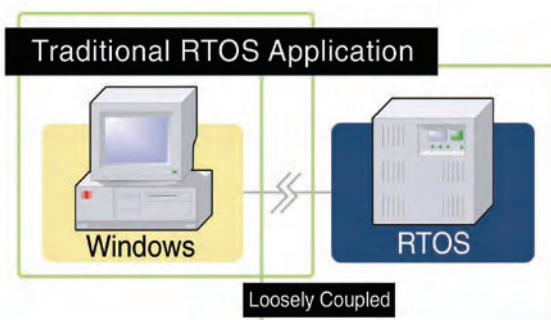 Traditional RTOS Application
Windows
RTOS
Loosely Coupled